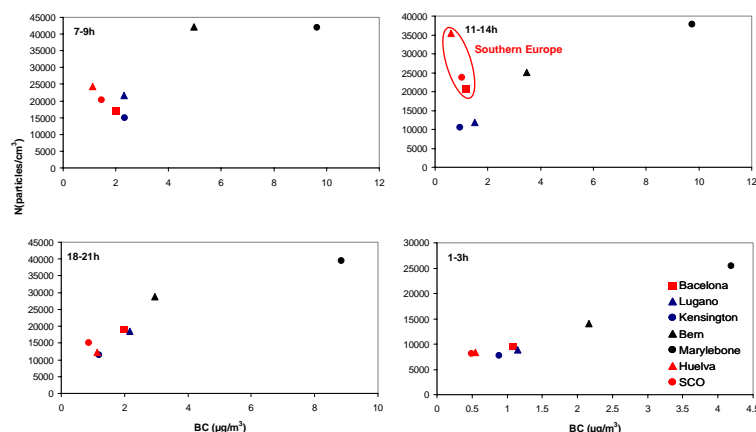 7-9h
45000
40000
35000
30000
25000
20000
15000
10000
5000
0
0 2 4 6 8 10 12
N(particles/cm³)
11-14h
Southern Europe
40000
35000
30000
25000
20000
15000
10000
5000
0
0 2 4 6 8 10 12
18-21h
45000
40000
35000
30000
25000
20000
15000
10000
5000
0
0 2 4 6 8 10
BC (µg/m³)
1-3h
30000
25000
20000
15000
10000
5000
0
0 0.5 1 1.5 2 2.5 3 3.5 4 4.5
BC (µg/m³)
Bacelona
Lugano
Kensington
Bern
Marylebone
Huelva
SCO